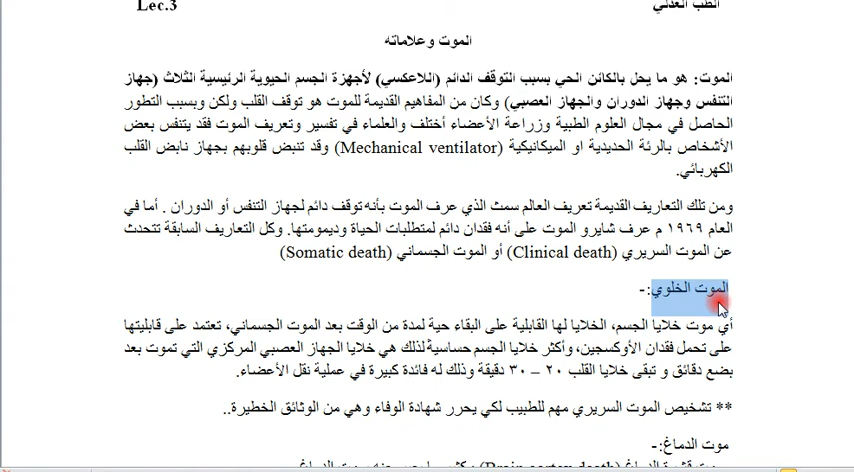 الطب العدلي Lec.3
الموت وعلاماته
الموت: هو ما يحل بالكائن الحي بسبب التوقف الدائم (اللاعكسي) لأجهزة الجسم الحيوية الرئيسية الثلاث (جهاز
التنفس وجهاز الدوران والجهاز العصبي) وكان من المفاهيم القديمة للموت هو توقف القلب ولكن وبسبب التطور
الحاصل في مجال العلوم الطبية وزراعة الأعضاء أختلف والعلماء في تفسير وتعريف الموت فقد يتنفس بعض
الأشخاص بالرئة الحديدية او الميكانيكية (Mechanical ventilator) وقد تنبض قلوبهم بجهاز نابض القلب
الكهربائي.
ومن تلك التعاريف القديمة تعريف العالم سمث الذي عرف الموت بأنه توقف دائم لجهاز التنفس أو الدوران . أما في
العام ١٩٦٩ م عرف شايرو الموت على أنه فقدان دائم لمتطلبات الحياة وديمومتها. وكل التعاريف السابقة تتحدث
عن الموت السريري (Clinical death) أو الموت الجسماني (Somatic death)
الموت الخلوي:-
أي موت خلايا الجسم، الخلايا لها القابلية على البقاء حية لمدة من الوقت بعد الموت الجسماني، تعتمد على قابليتها
على تحمل فقدان الأوكسجين، وأكثر خلايا الجسم حساسية لذلك هي خلايا الجهاز العصبي المركزي التي تموت بعد
بضع دقائق و تبقى خلايا القلب ٢٠ – ٣٠ دقيقة وذلك له فائدة كبيرة في عملية نقل الأعضاء.
** تشخيص الموت السريري مهم للطبيب لكي يحرر شهادة الوفاء وهي من الوثائق الخطيرة..
موت الدماغ:-
(Brain cortex death)